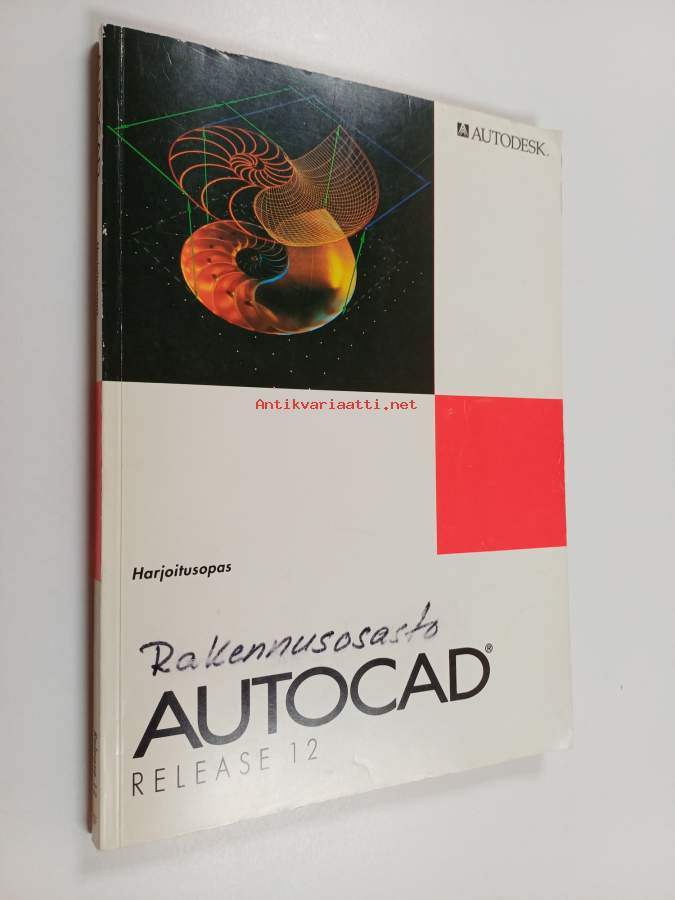 AUTODESK.
Antikvariaatti.net
Harjoitusopas
Rakennusosasto
AUTOCAD®
RELEASE 12